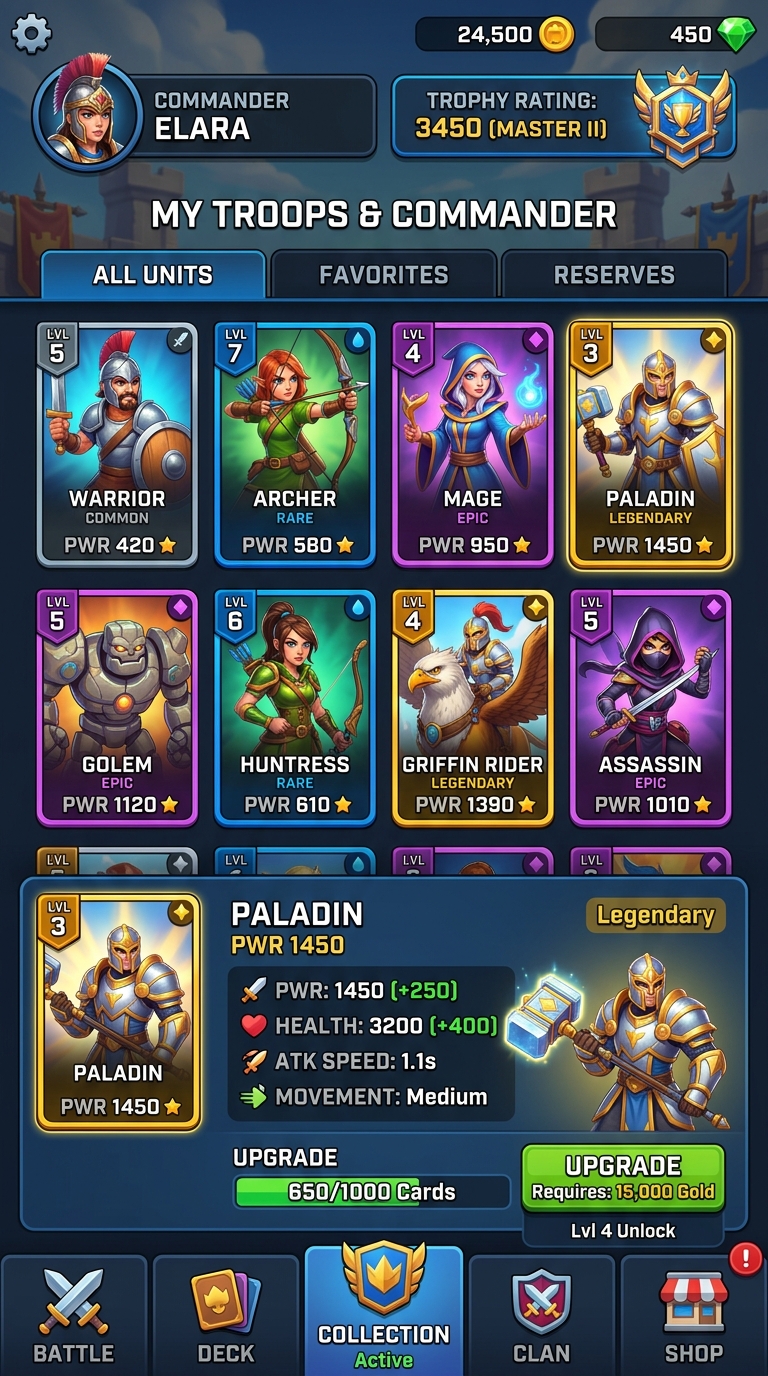 24,500
450
COMMANDER
ELARA
TROPHY RATING:
3450 (MASTER II)
MY TROOPS & COMMANDER
ALL UNITS
FAVORITES
RESERVES
LVL
5
WARRIOR
COMMON
PWR 420
LVL
7
ARCHER
RARE
PWR 580
LVL
4
MAGE
EPIC
PWR 950
LVL
3
PALADIN
LEGENDARY
PWR 1450
LVL
5
GOLEM
EPIC
PWR 1120
LVL
6
HUNTRESS
RARE
PWR 610
LVL
4
GRIFFIN RIDER
LEGENDARY
PWR 1390
LVL
5
ASSASSIN
EPIC
PWR 1010
LVL
LVL
LVL
LVL
LVL
3
PALADIN
PWR 1450
PALADIN
PWR 1450
Legendary
PWR: 1450 (+250)
HEALTH: 3200 (+400)
ATK SPEED: 1.1s
MOVEMENT: Medium
UPGRADE
650/1000 Cards
UPGRADE
Requires: 15,000 Gold
Lvl 4 Unlock
BATTLE
DECK
COLLECTION
Active
CLAN
!
SHOP